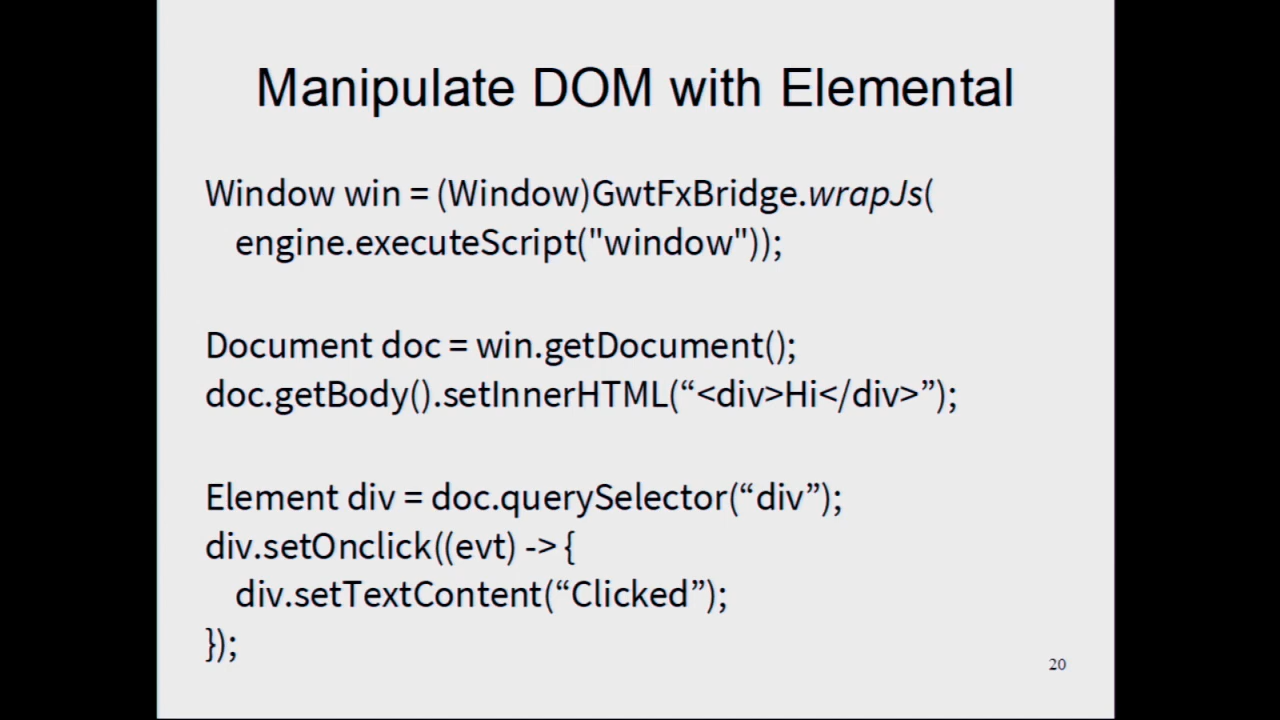 Manipulate DOM with Elemental
Window win = (Window)GwtFxBridge.wrapJs(
engine.executeScript("window"));
Document doc = win.getDocument();
doc.getBody().setInnerHTML(“<div>Hi</div>”);
Element div = doc.querySelector(“div”);
div.setOnclick((evt) -> {
div.setTextContent(“Clicked”);
});
20